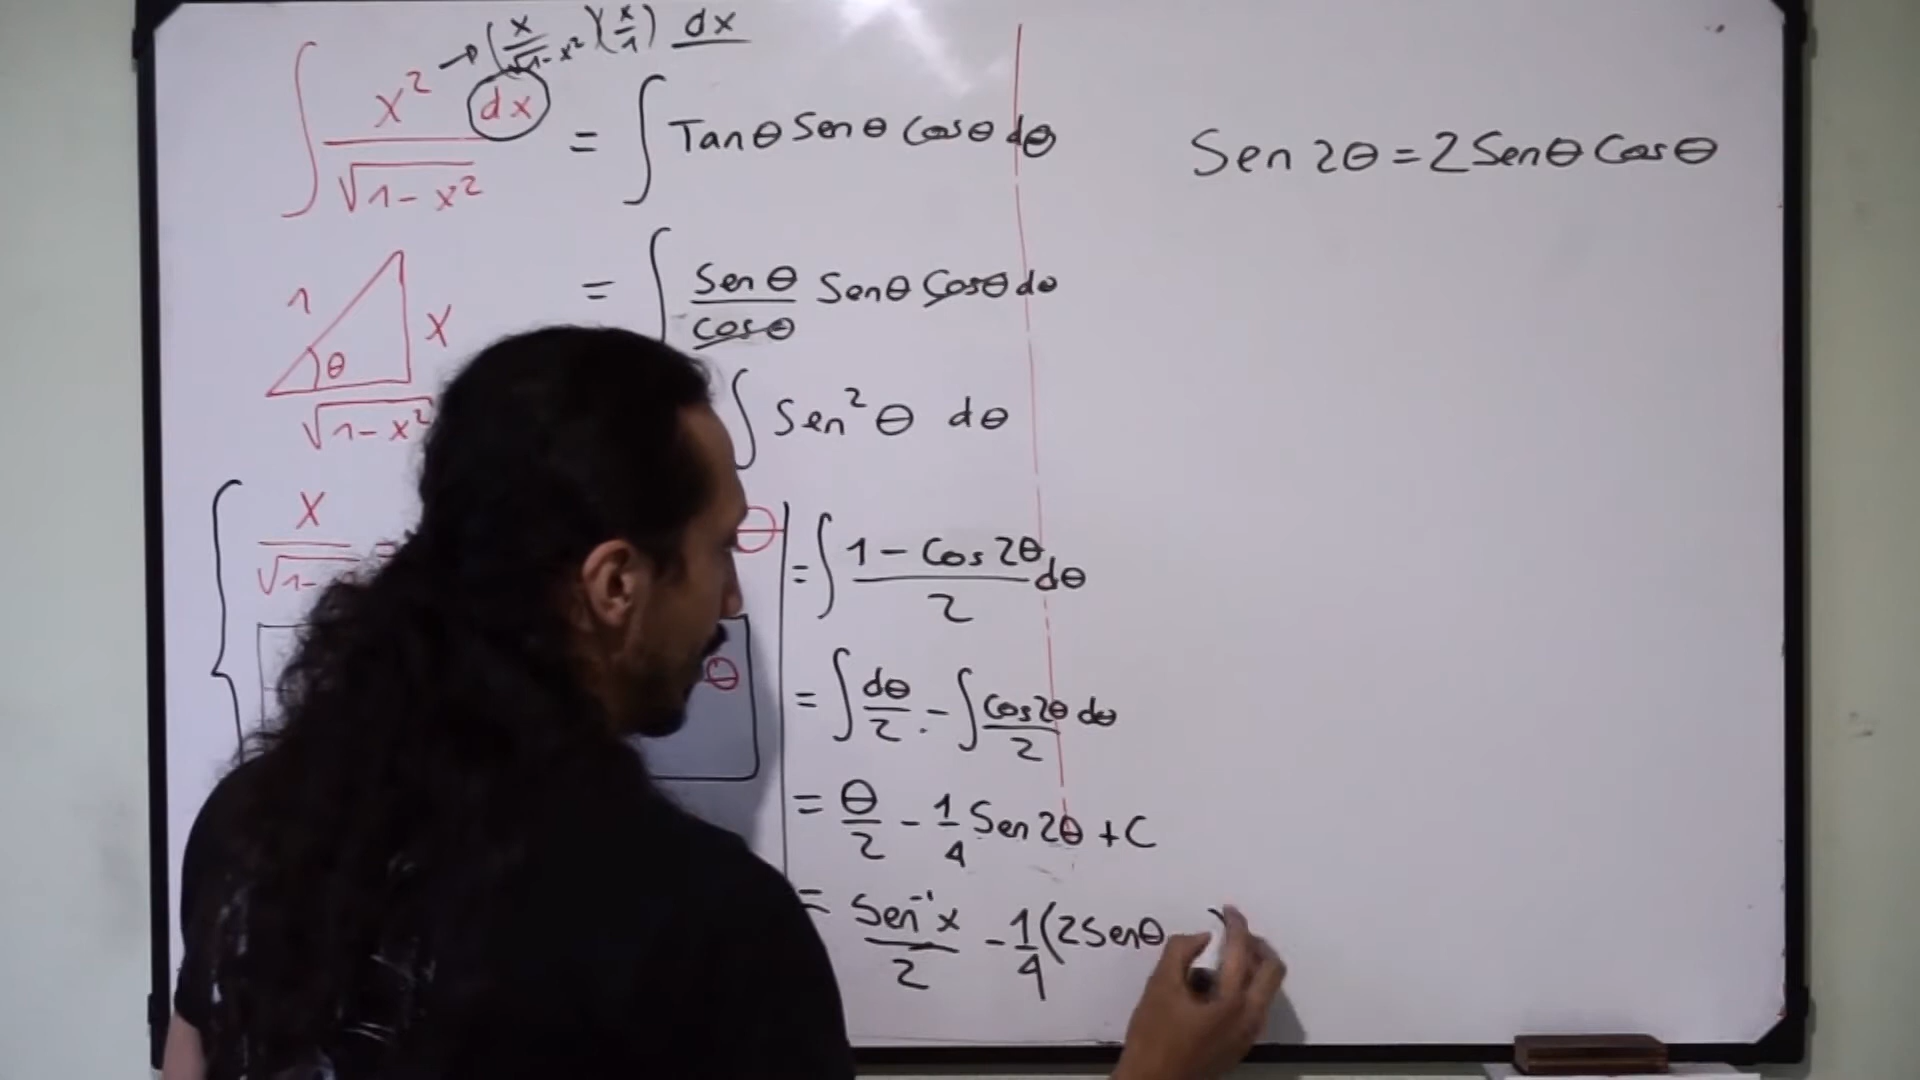 → (x/√1-x²)(x/1) dx
∫ x² dx/√1-x² = ∫ Tanθ Senθ Cosθ dθ
Sen 2θ = 2 Senθ Cosθ
= ∫ Senθ/Cosθ Senθ Cosθ dθ
1
x
θ
√1-x²
∫ Sen²θ dθ
x/√1- =
θ
= ∫ 1 - Cos 2θ/2 dθ
θ
= ∫ dθ/2 - ∫ Cos2θ/2 dθ
= θ/2 - 1/4 Sen 2θ + C
= Sen⁻¹x/2 - 1/4 (2Senθ )